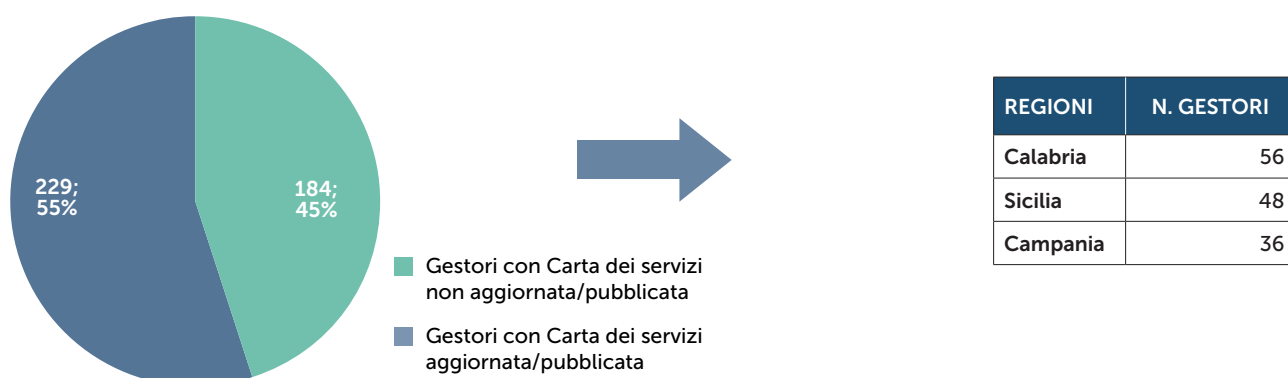 229;
55%
184;
45%
Gestori con Carta dei servizi
non aggiornata/pubblicata
Gestori con Carta dei servizi
aggiornata/pubblicata
REGIONI N. GESTORI
Calabria 56
Sicilia 48
Campania 36